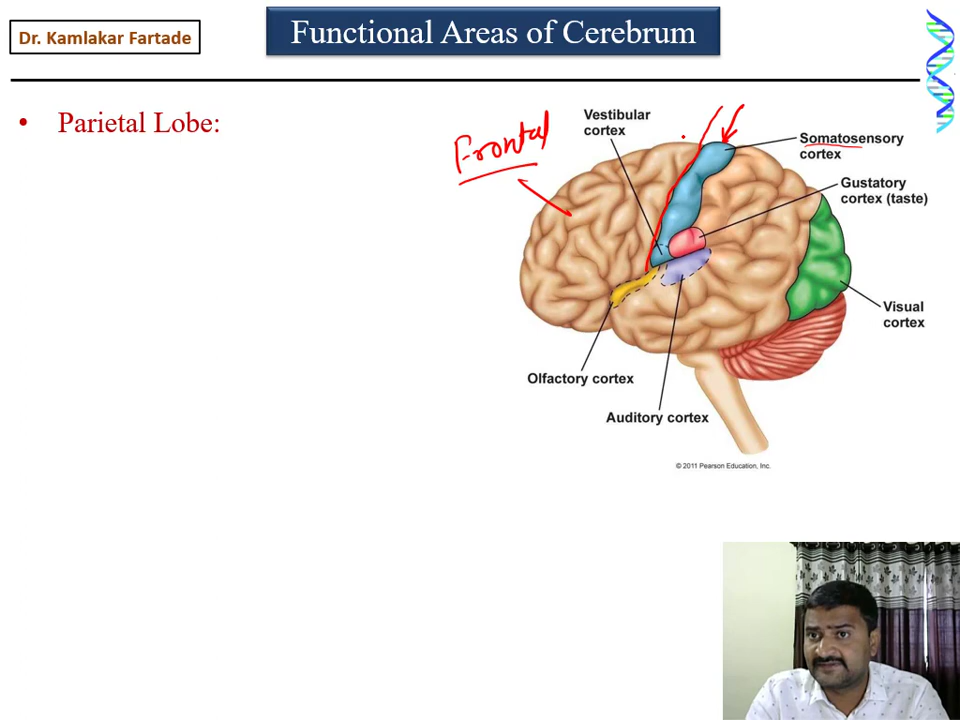 Dr. Kamlakar Fartade
Functional Areas of Cerebrum
• Parietal Lobe:
Frontal
Vestibular
cortex
Somatosensory
cortex
Gustatory
cortex (taste)
Visual
cortex
Olfactory cortex
Auditory cortex
© 2011 Pearson Education, Inc.